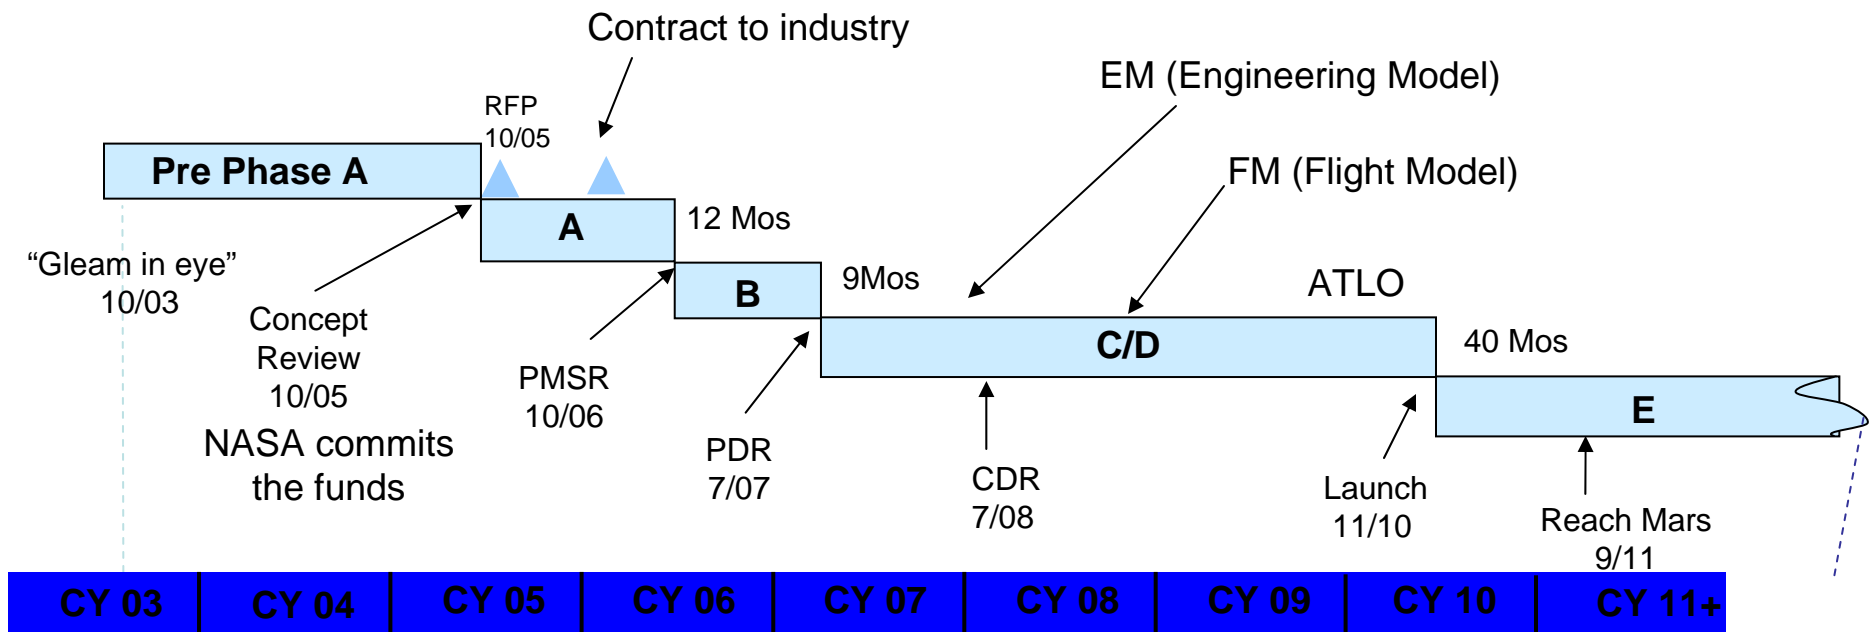 Contract to industry
EM (Engineering Model)
RFP
10/05
Pre Phase A
FM (Flight Model)
A
12 Mos
“Gleam in eye”
10/03
B
9Mos
ATLO
Concept
Review
10/05
NASA commits
the funds
C/D
40 Mos
PMSR
10/06
E
PDR
7/07
CDR
7/08
Launch
11/10
Reach Mars
9/11
CY 03
CY 04
CY 05
CY 06
CY 07
CY 08
CY 09
CY 10
CY 11+